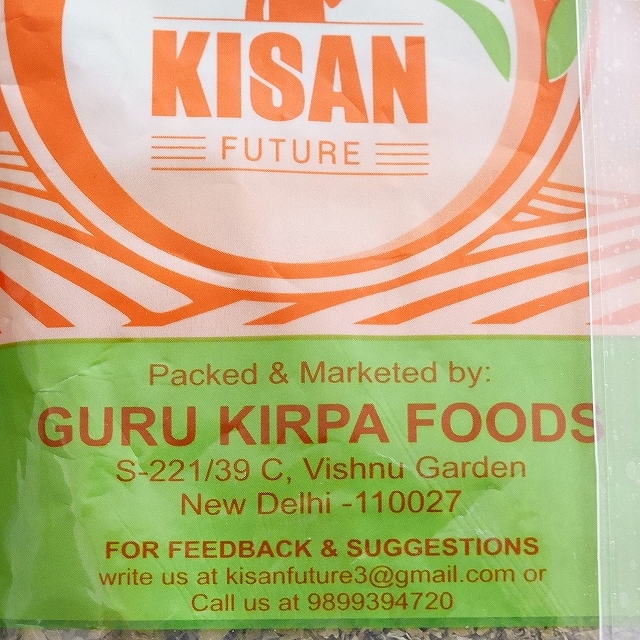 KISAN
FUTURE
Packed & Marketed by:
GURU KIRPA FOODS
S-221/39 C, Vishnu Garden
New Delhi -110027
FOR FEEDBACK & SUGGESTIONS
write us at kisanfuture3@gmail.com or
Call us at 9899394720